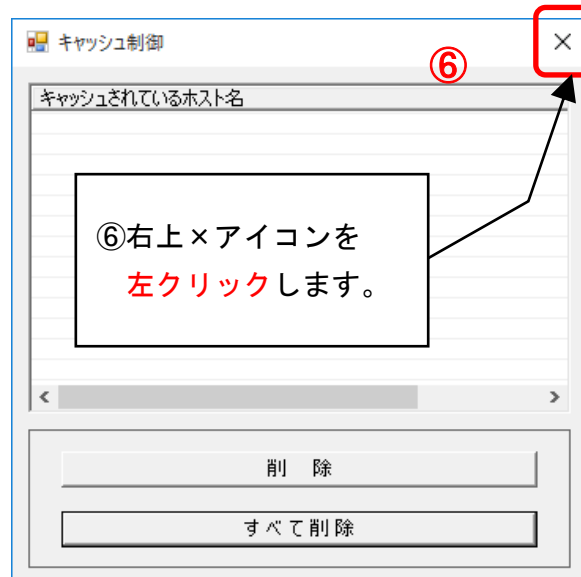 キャッシュ制御
⑥
キャッシュされているホスト名
⑥右上×アイコンを
左クリックします。
削 除
すべて削除